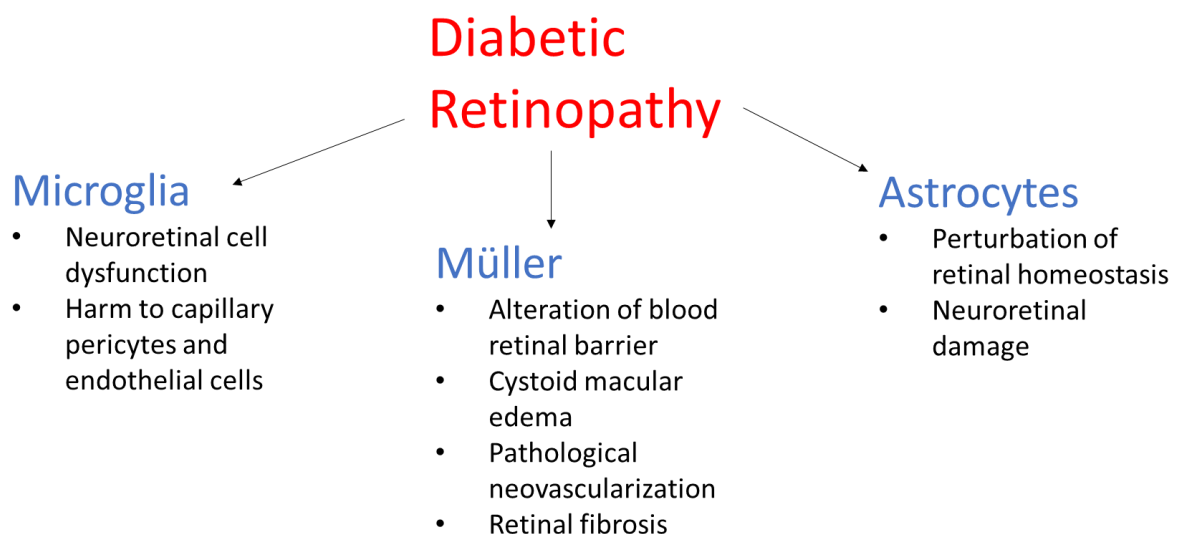 Diabetic
Retinopathy
Microglia
• Neuroretinal cell
dysfunction
• Harm to capillary
pericytes and
endothelial cells
Müller
• Alteration of blood
retinal barrier
• Cystoid macular
edema
• Pathological
neovascularization
• Retinal fibrosis
Astrocytes
• Perturbation of
retinal homeostasis
• Neuroretinal
damage